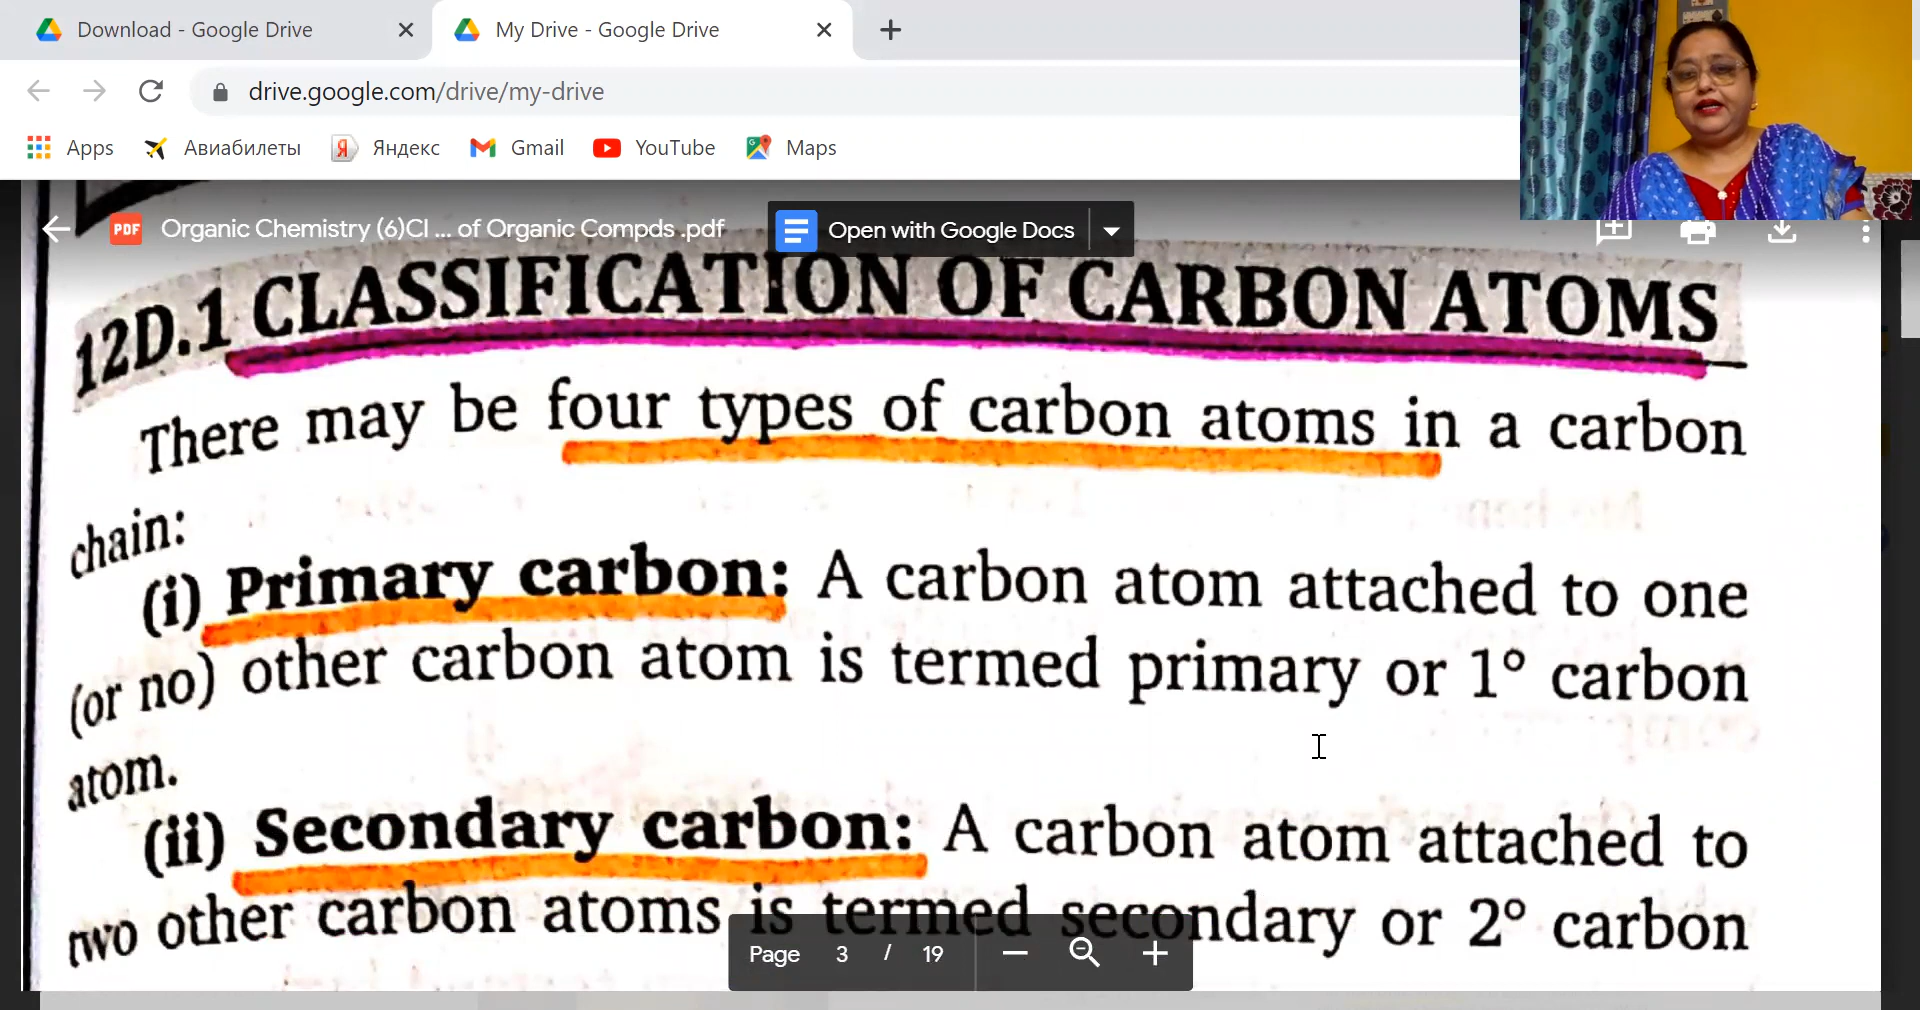 Download - Google Drive
My Drive - Google Drive
drive.google.com/drive/my-drive
Apps Авиабилеты Яндекс Gmail YouTube Maps
PDF Organic Chemistry (6)Cl ... of Organic Compds .pdf Open with Google Docs
12D.1 CLASSIFICATION OF CARBON ATOMS
There may be four types of carbon atoms in a carbon
chain:
(i) Primary carbon: A carbon atom attached to one
(or no) other carbon atom is termed primary or 1° carbon
atom.
(ii) Secondary carbon: A carbon atom attached to
two other carbon atoms is termed secondary or 2° carbon
Page 3 / 19